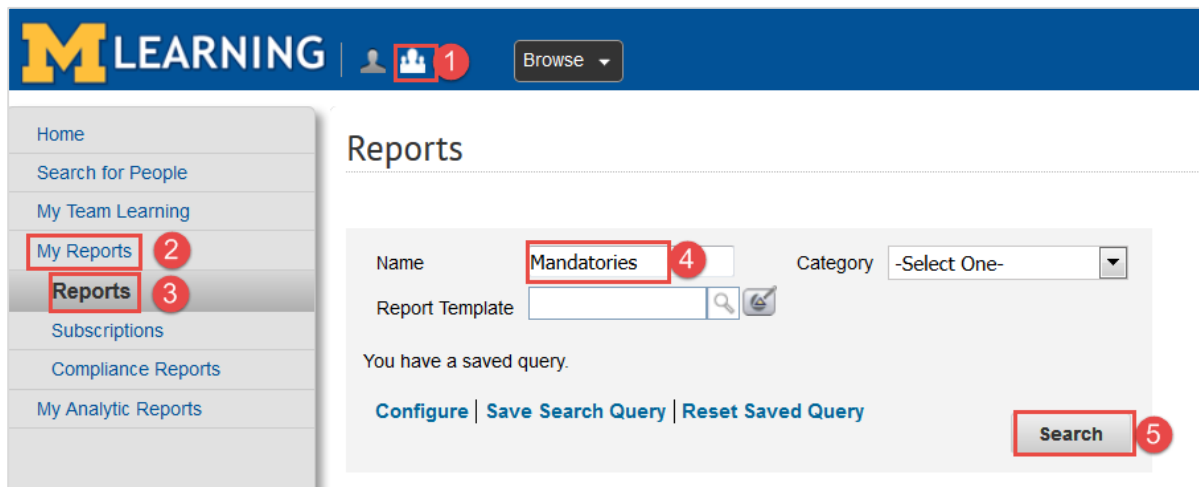 M LEARNING 1 Browse
Home
Search for People
My Team Learning
My Reports 2
Reports 3
Subscriptions
Compliance Reports
My Analytic Reports
Reports
Name Mandatories 4 Category -Select One-
Report Template
You have a saved query.
Configure | Save Search Query | Reset Saved Query
Search 5